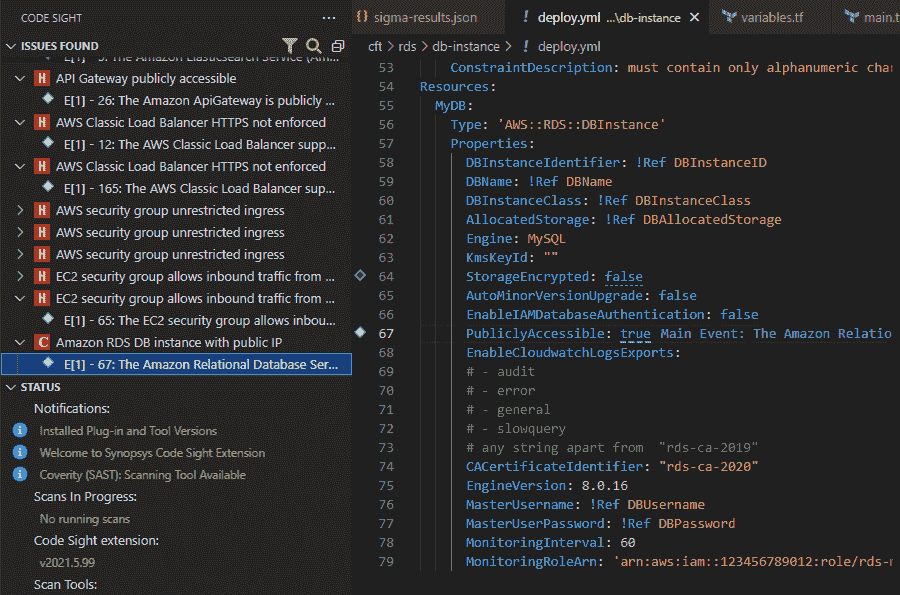 CODE SIGHT
ISSUES FOUND
E[1] - 5: The Amazon Elasticsearch Service (Am...
H API Gateway publicly accessible
E[1] - 26: The Amazon ApiGateway is publicly ...
H AWS Classic Load Balancer HTTPS not enforced
E[1] - 12: The AWS Classic Load Balancer supp...
H AWS Classic Load Balancer HTTPS not enforced
E[1] - 165: The AWS Classic Load Balancer sup...
H AWS security group unrestricted ingress
H AWS security group unrestricted ingress
H AWS security group unrestricted ingress
H EC2 security group allows inbound traffic from ...
H EC2 security group allows inbound traffic from ...
E[1] - 65: The EC2 security group allows inbou...
C Amazon RDS DB instance with public IP
E[1] - 67: The Amazon Relational Database Ser...
STATUS
Notifications:
Installed Plug-in and Tool Versions
Welcome to Synopsys Code Sight Extension
Coverity (SAST): Scanning Tool Available
Scans In Progress:
No running scans
Code Sight extension:
v2021.5.99
Scan Tools:
{} sigma-results.json ! deploy.yml ...\db-instance variables.tf main.t
cft > rds > db-instance > ! deploy.yml
53 ConstraintDescription: must contain only alphanumeric char
54 Resources:
55 MyDB:
56 Type: 'AWS::RDS::DBInstance'
57 Properties:
58 DBInstanceIdentifier: !Ref DBInstanceID
59 DBName: !Ref DBName
60 DBInstanceClass: !Ref DBInstanceClass
61 AllocatedStorage: !Ref DBAllocatedStorage
62 Engine: MySQL
63 KmsKeyId: ""
64 StorageEncrypted: false
65 AutoMinorVersionUpgrade: false
66 EnableIAMDatabaseAuthentication: false
67 PubliclyAccessible: true Main Event: The Amazon Relatio
68 EnableCloudwatchLogsExports:
69 # - audit
70 # - error
71 # - general
72 # - slowquery
73 # any string apart from "rds-ca-2019"
74 CACertificateIdentifier: "rds-ca-2020"
75 EngineVersion: 8.0.16
76 MasterUsername: !Ref DBUsername
77 MasterUserPassword: !Ref DBPassword
78 MonitoringInterval: 60
79 MonitoringRoleArn: 'arn:aws:iam::123456789012:role/rds-m